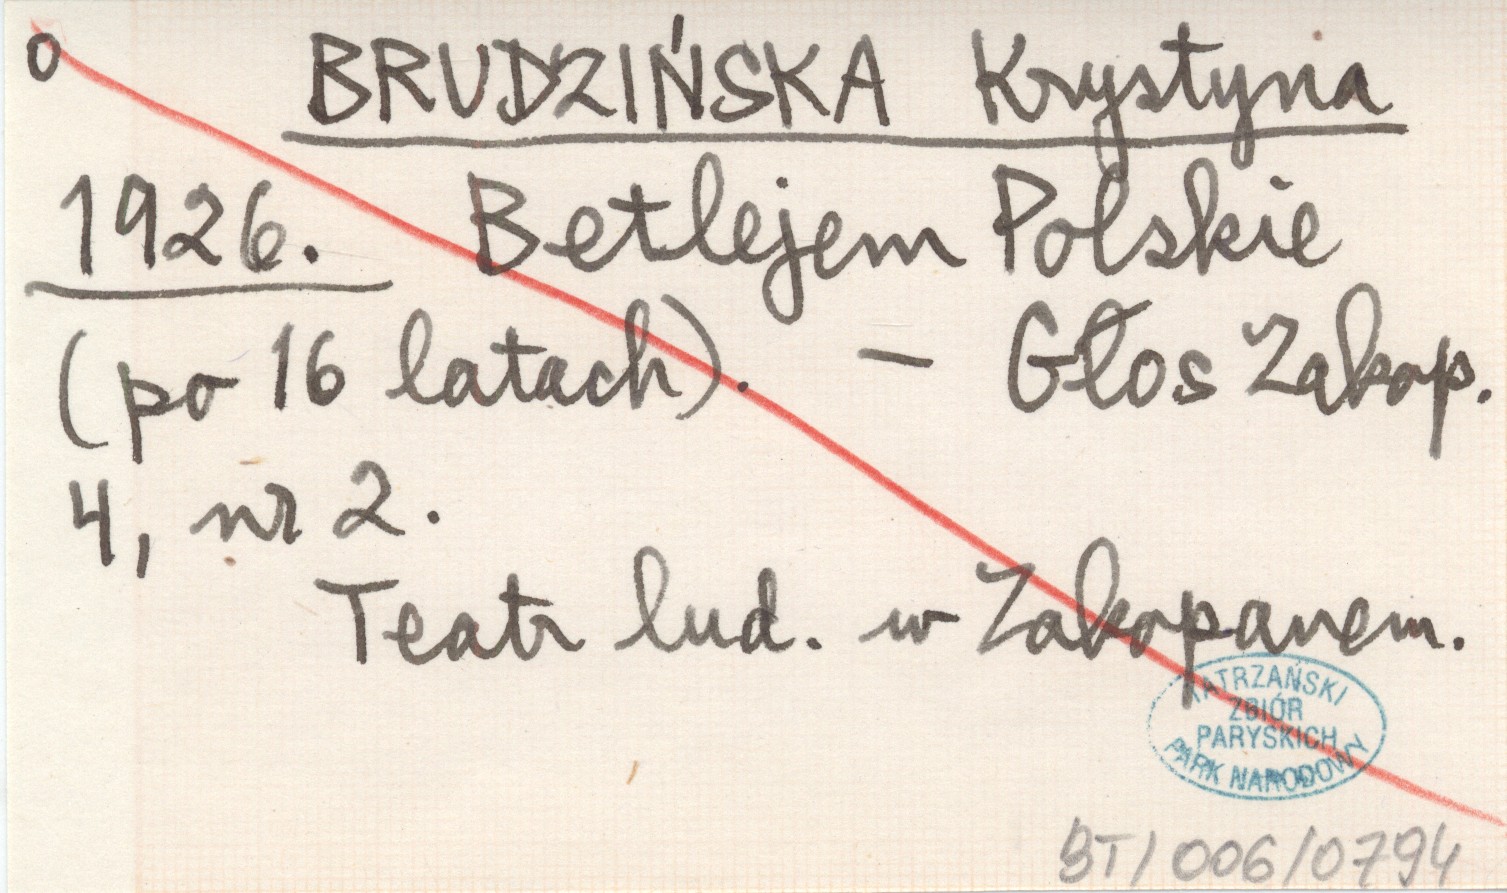 o
BRUDZIŃSKA Krystyna
1926. Betlejem Polskie
(po 16 latach). – Głos Zakop.
4, nr 2.
Teatr lud. w Zakopanem.
TATRZAŃSKI
ZBIÓR
PARYSKICH
PARK NARODOWY
BT/006/0794